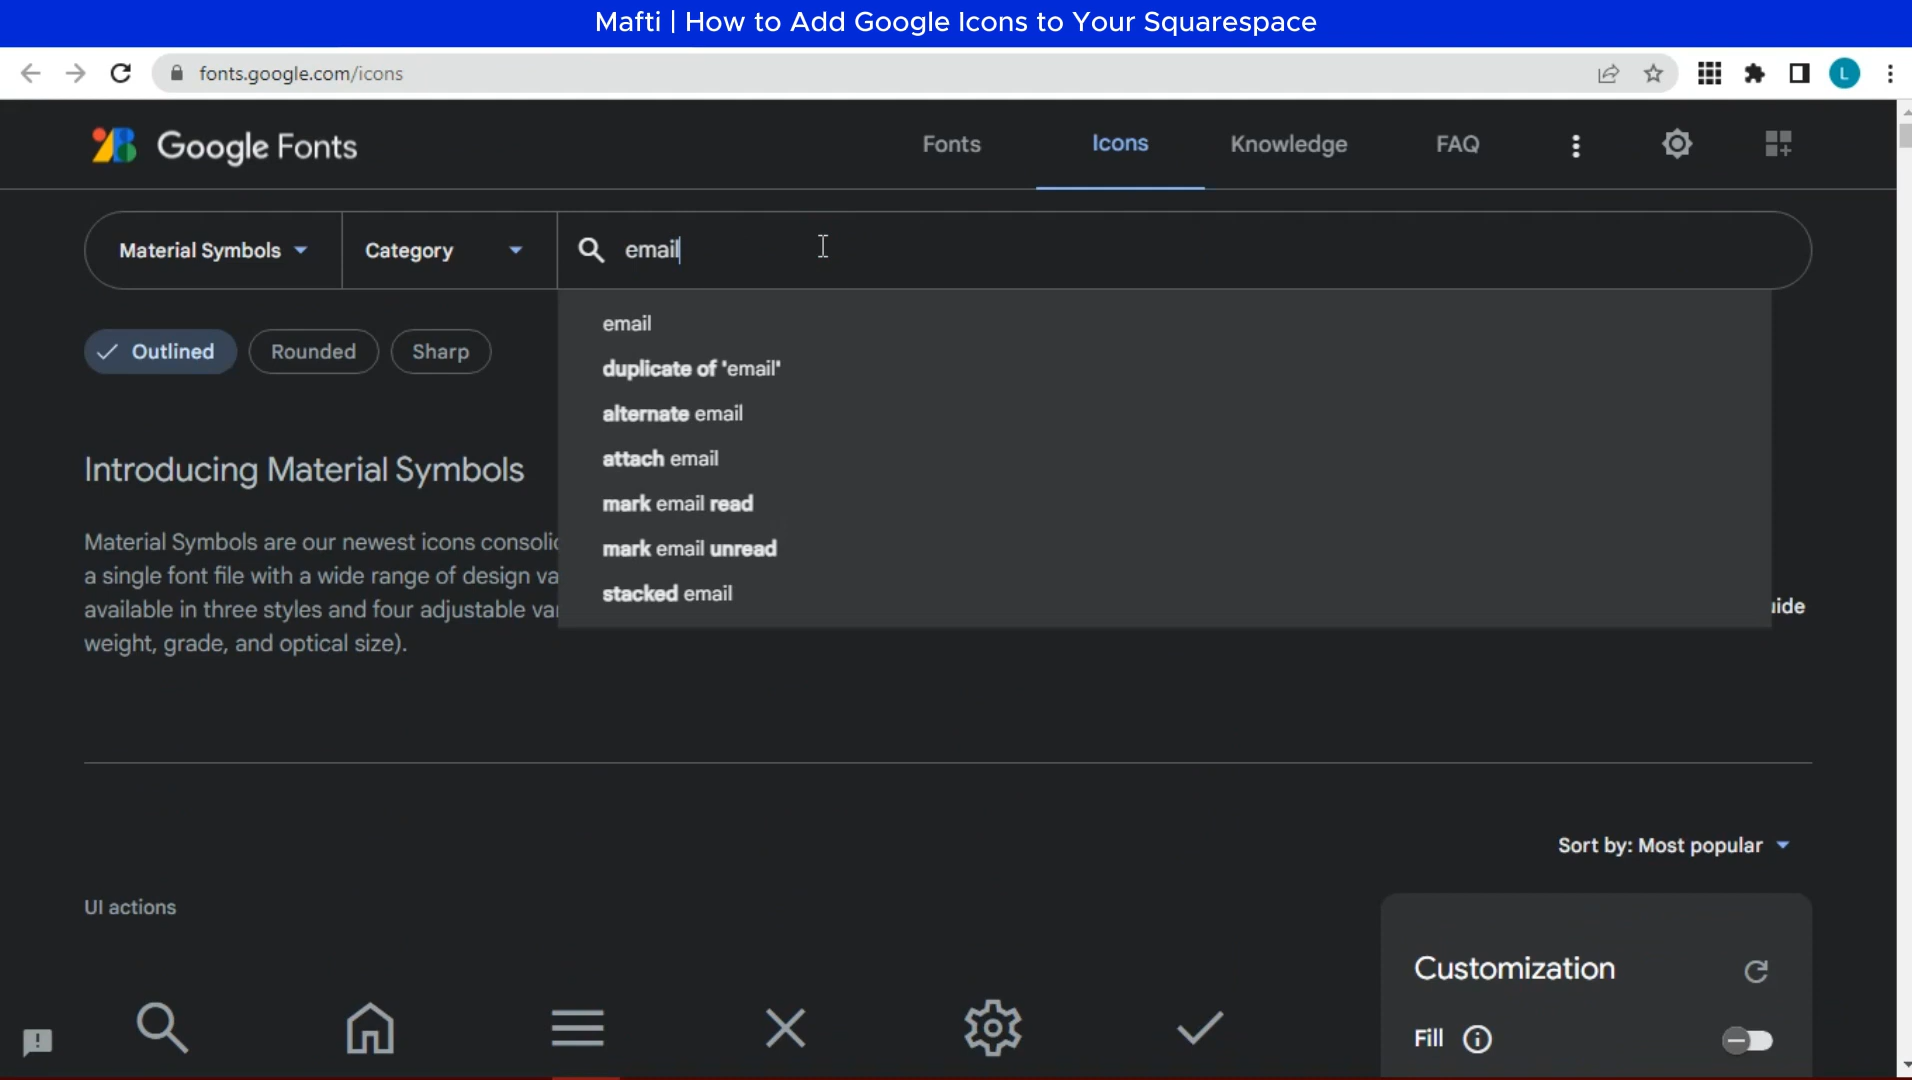 Mafti | How to Add Google Icons to Your Squarespace
fonts.google.com/icons
L
Google Fonts
Fonts
Icons
Knowledge
FAQ
Material Symbols
Category
email
email
duplicate of 'email'
alternate email
attach email
mark email read
mark email unread
stacked email
Outlined
Rounded
Sharp
Introducing Material Symbols
Material Symbols are our newest icons
a single font file with a wide range of design
available in three styles and four adjustable
weight, grade, and optical size).
Sort by: Most popular
UI actions
Customization
Fill